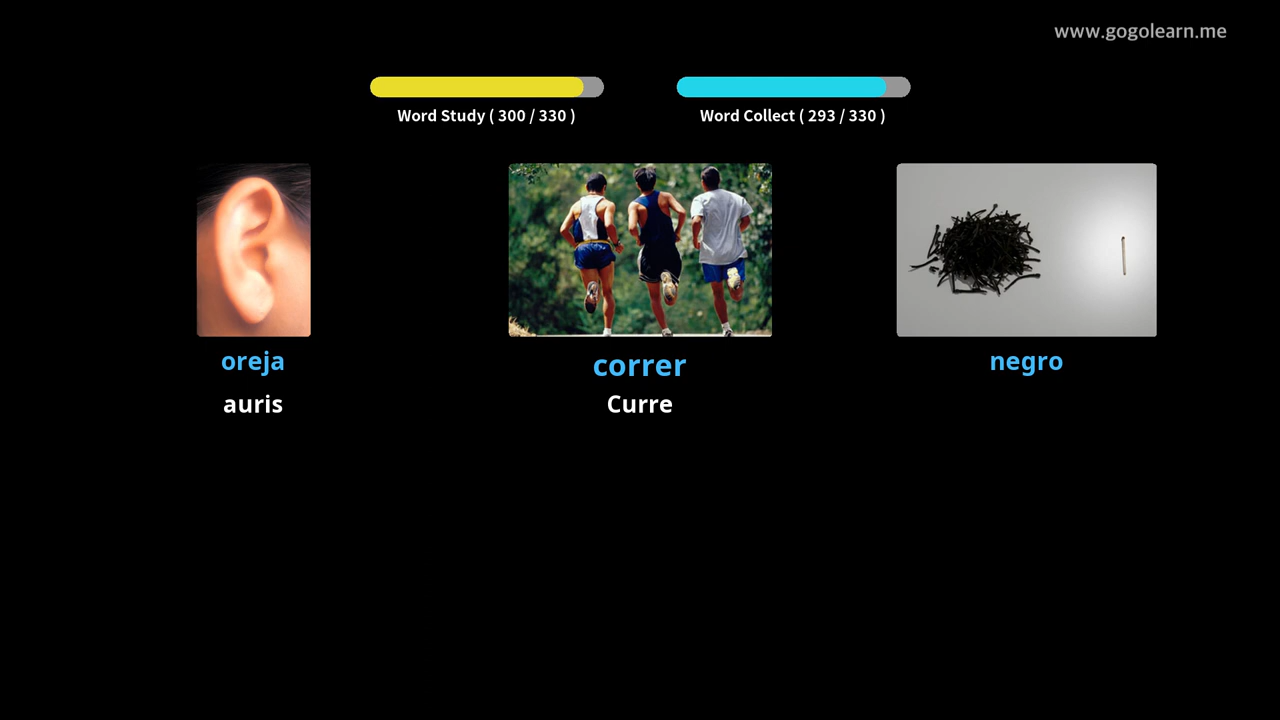 www.gogolearn.me
Word Study ( 300 / 330 )
Word Collect ( 293 / 330 )
oreja
correr
negro
auris
Curre